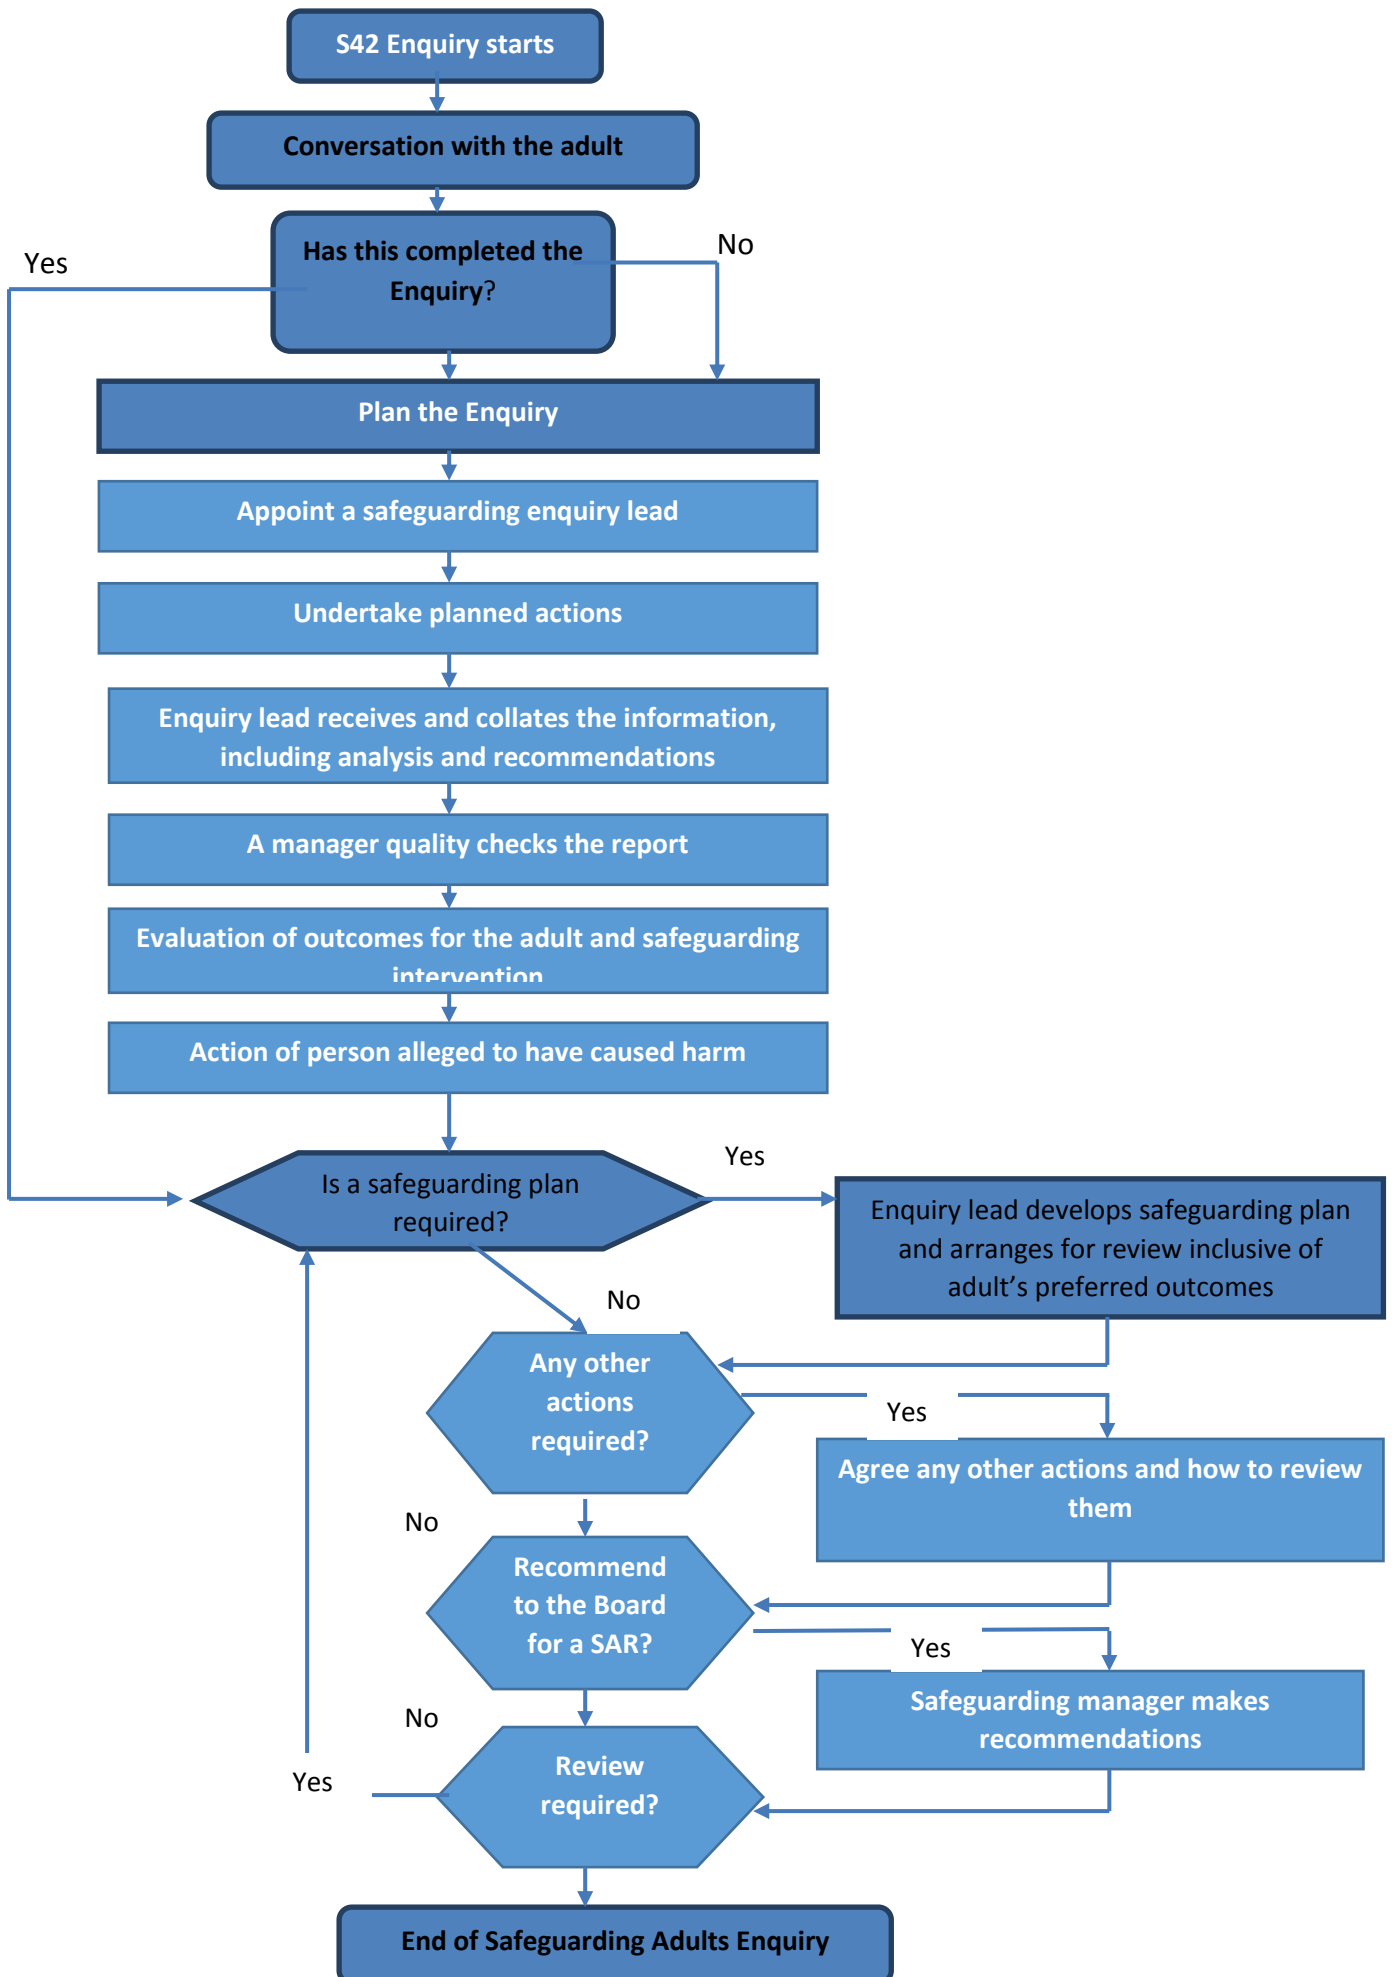 S42 Enquiry starts
Conversation with the adult
Has this completed the
Enquiry?
Yes
No
Plan the Enquiry
Appoint a safeguarding enquiry lead
Undertake planned actions
Enquiry lead receives and collates the information,
including analysis and recommendations
A manager quality checks the report
Evaluation of outcomes for the adult and safeguarding
intervention
Action of person alleged to have caused harm
Is a safeguarding plan
required?
Yes
Enquiry lead develops safeguarding plan
and arranges for review inclusive of
adult’s preferred outcomes
No
Any other
actions
required?
Yes
Agree any other actions and how to review
them
No
Recommend
to the Board
for a SAR?
Yes
Safeguarding manager makes
recommendations
No
Review
required?
Yes
End of Safeguarding Adults Enquiry